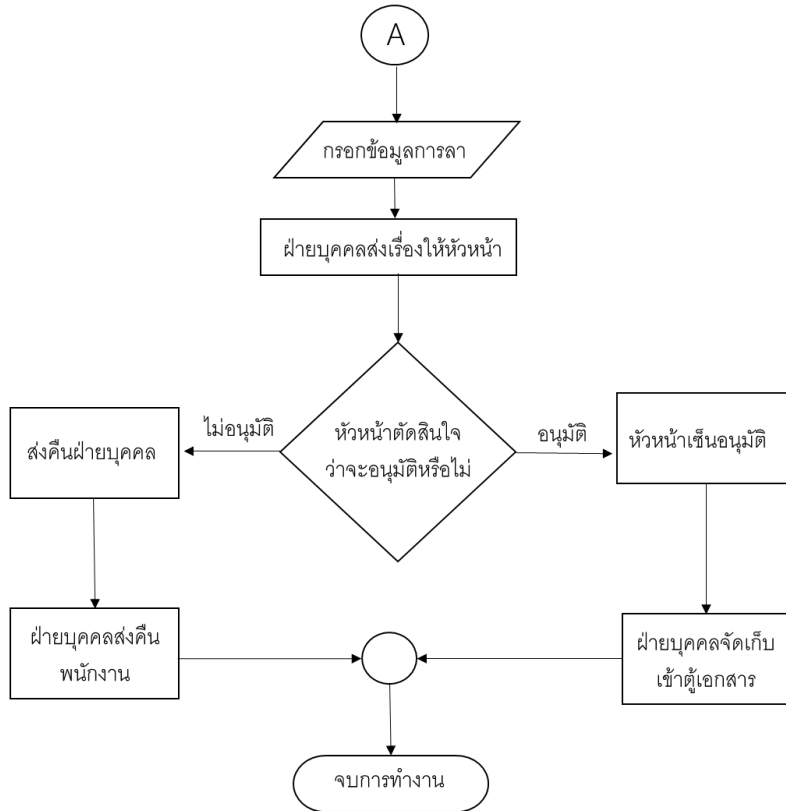 A
กรอกข้อมูลการลา
ฝ่ายบุคคลส่งเรื่องให้หัวหน้า
หัวหน้าตัดสินใจ
ว่าจะอนุมัติหรือไม่
ไม่อนุมัติ
อนุมัติ
ส่งคืนฝ่ายบุคคล
หัวหน้าเซ็นอนุมัติ
ฝ่ายบุคคลส่งคืน
พนักงาน
ฝ่ายบุคคลจัดเก็บ
เข้าตู้เอกสาร
จบการทำงาน